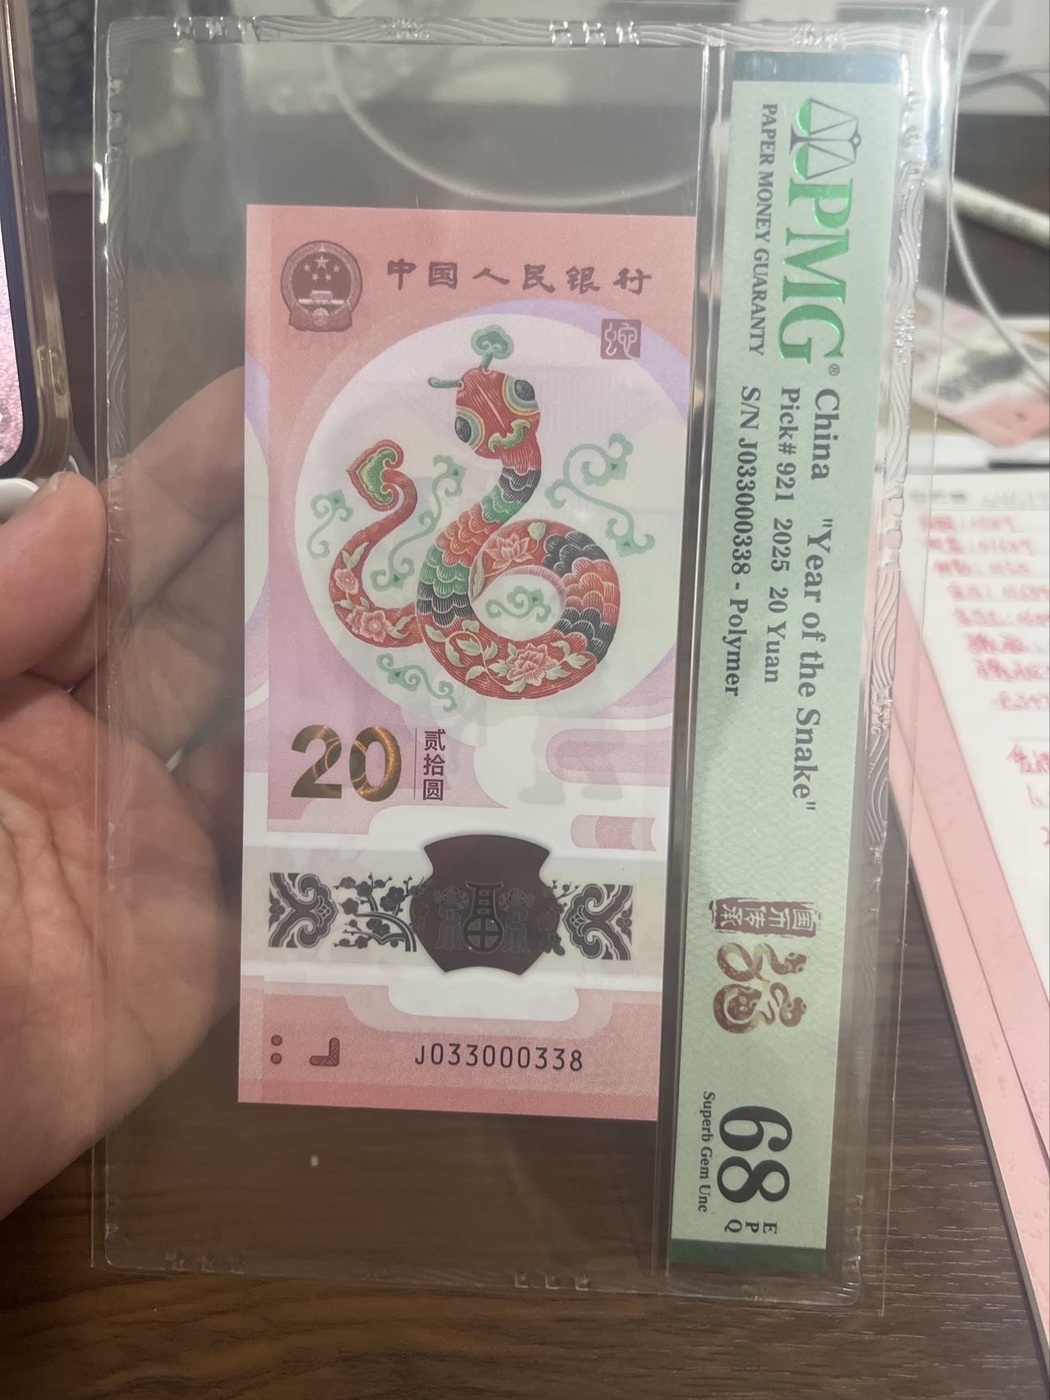 中国人民银行
蛇
20
贰拾圆
J033000338
PMG®
PAPER MONEY GUARANTY
China "Year of the Snake"
Pick# 921 2025 20 Yuan
S/N J033000338 - Polymer
68 EPQ
Superb Gem Unc